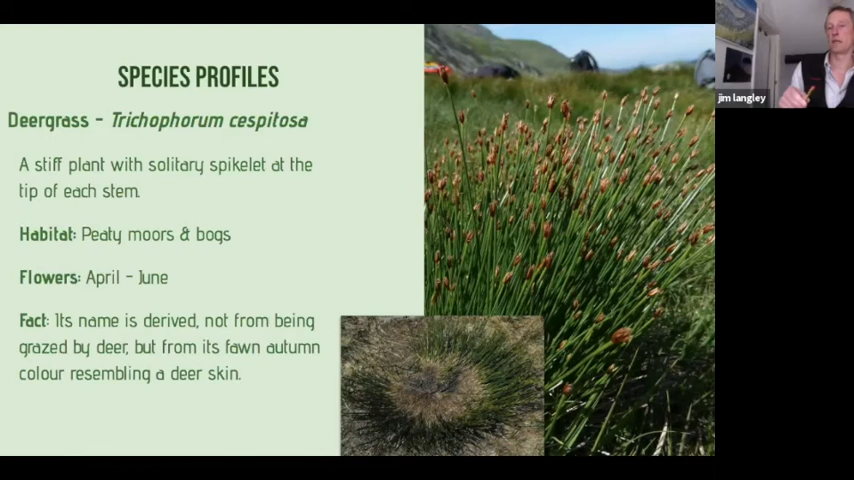 SPECIES PROFILES
Deergrass - Trichophorum cespitosa
A stiff plant with solitary spikelet at the
tip of each stem.
Habitat: Peaty moors & bogs
Flowers: April - June
Fact: Its name is derived, not from being
grazed by deer, but from its fawn autumn
colour resembling a deer skin.
jim langley